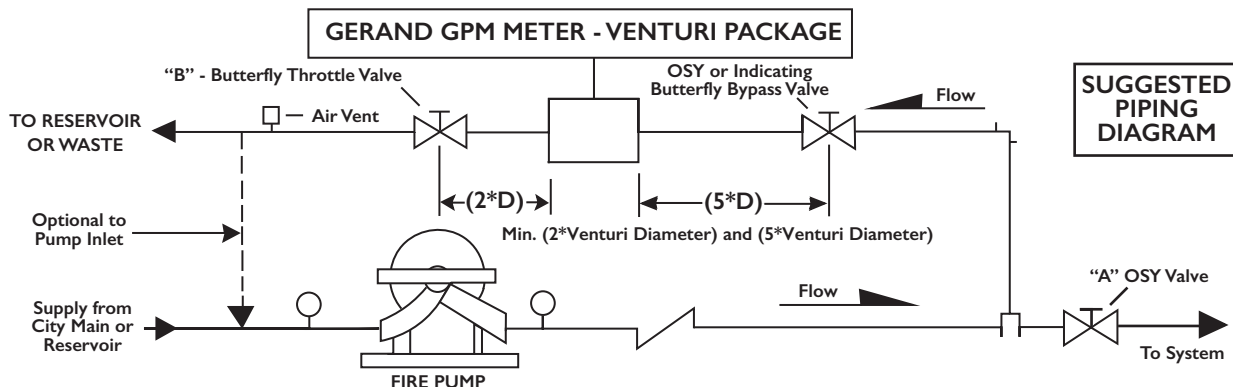 GERAND GPM METER - VENTURI PACKAGE
“B” - Butterfly Throttle Valve
OSY or Indicating
Butterfly Bypass Valve
Flow
SUGGESTED
PIPING
DIAGRAM
Air Vent
TO RESERVOIR
OR WASTE
(2*D)
(5*D)
Optional to
Pump Inlet
Min. (2*Venturi Diameter) and (5*Venturi Diameter)
“A” OSY Valve
Flow
Supply from
City Main or
Reservoir
To System
FIRE PUMP